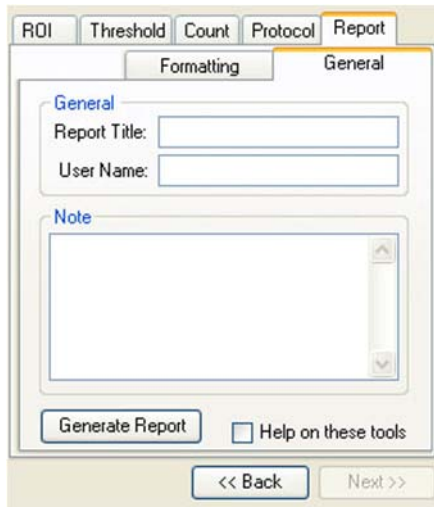 ROI Threshold Count Protocol Report
Formatting General
General
Report Title:
User Name:
Note
Generate Report Help on these tools
<< Back Next >>